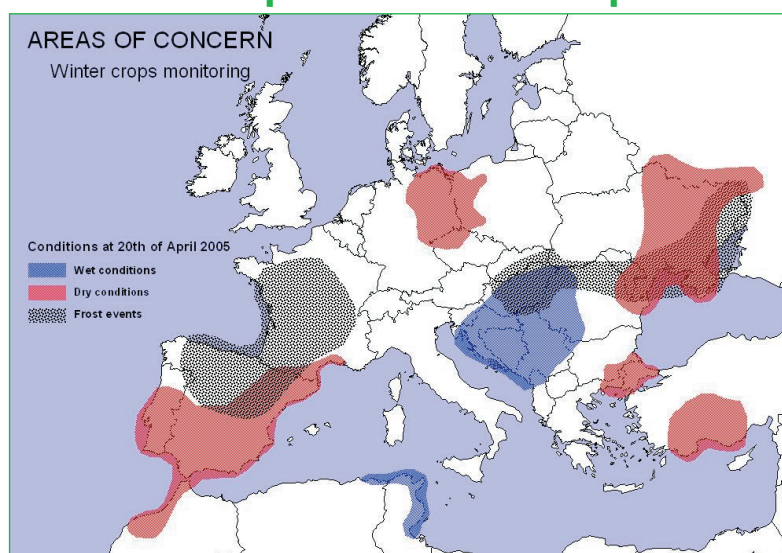 AREAS OF CONCERN
Winter crops monitoring
Conditions at 20th of April 2005
Wet conditions
Dry conditions
Frost events